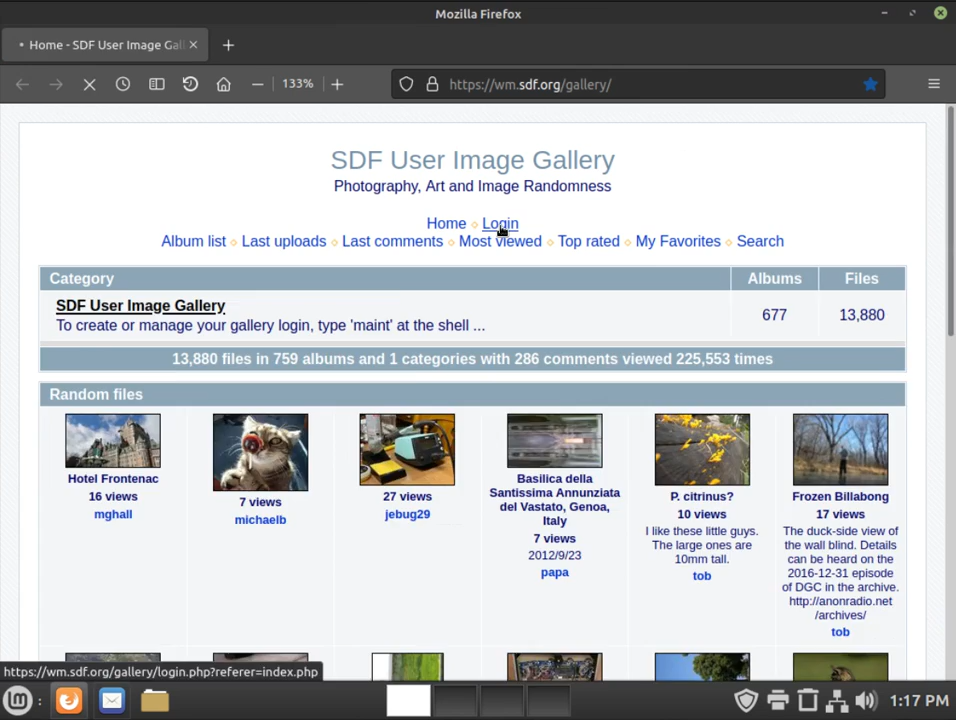 Mozilla Firefox
Home - SDF User Image Gal
133%
https://wm.sdf.org/gallery/
SDF User Image Gallery
Photography, Art and Image Randomness
Home Login
Album list Last uploads Last comments Most viewed Top rated My Favorites Search
Category Albums Files
SDF User Image Gallery
To create or manage your gallery login, type 'maint' at the shell ...
677 13,880
13,880 files in 759 albums and 1 categories with 286 comments viewed 225,553 times
Random files
Hotel Frontenac
16 views
mghall
7 views
michaelb
27 views
jebug29
Basilica della
Santissima Annunziata
del Vastato, Genoa,
Italy
7 views
2012/9/23
papa
P. citrinus?
10 views
I like these little guys.
The large ones are
10mm tall.
tob
Frozen Billabong
17 views
The duck-side view of
the wall blind. Details
can be heard on the
2016-12-31 episode
of DGC in the archive.
http://anonradio.net
/archives/
tob
https://wm.sdf.org/gallery/login.php?referer=index.php
1:17 PM